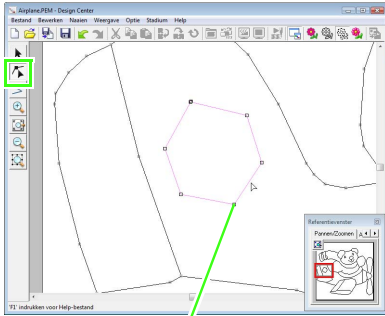 Airplane.PEM - Design Center
Bestand Bewerken Naaien Weergave Optie Stadium Help
Referentievenster
Pannen/Zoomen
'F1' indrukken voor Help-bestand